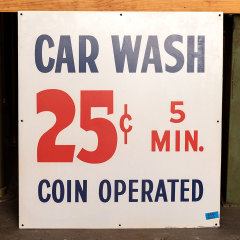 CAR WASH
25¢ 5 MIN.
COIN OPERATED